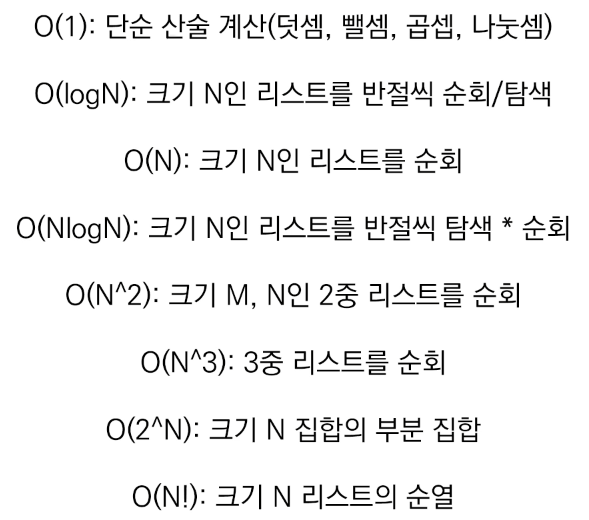 O(1): 단순 산술 계산(덧셈, 뺄셈, 곱셉, 나눗셈)
O(logN): 크기 N인 리스트를 반절씩 순회/탐색
O(N): 크기 N인 리스트를 순회
O(NlogN): 크기 N인 리스트를 반절씩 탐색 * 순회
O(N^2): 크기 M, N인 2중 리스트를 순회
O(N^3): 3중 리스트를 순회
O(2^N): 크기 N 집합의 부분 집합
O(N!): 크기 N 리스트의 순열